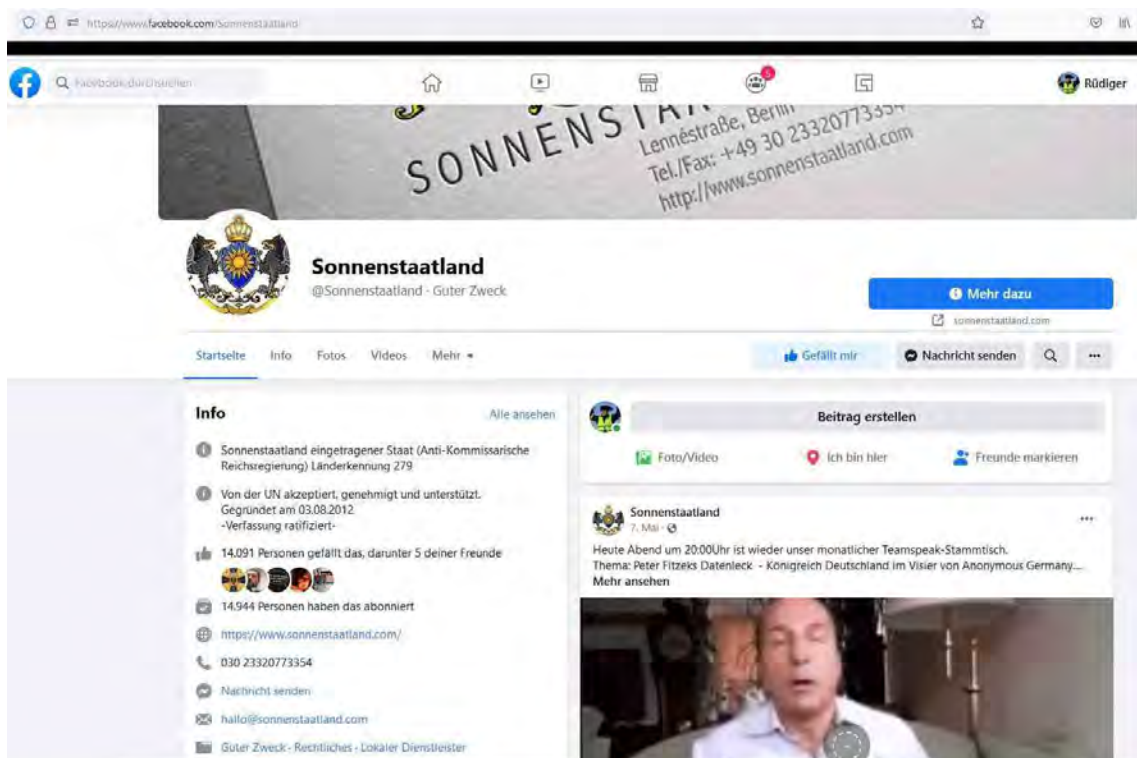 https://www.facebook.com/Sonnenstaatland
Facebook durchsuchen
5
Rüdiger
SONNENSTA
Lennéstraße, Berlin
Tel./Fax: +49 30 23320773354
http://www.sonnenstaatland.com
Sonnenstaatland
@Sonnenstaatland · Guter Zweck
Mehr dazu
sonnenstaatland.com
Startseite Info Fotos Videos Mehr
Gefällt mir Nachricht senden
Info Alle ansehen
Sonnenstaatland eingetragener Staat (Anti-Kommissarische
Reichsregierung) Länderkennung 279
Von der UN akzeptiert, genehmigt und unterstützt.
Gegründet am 03.08.2012
-Verfassung ratifiziert-
14.091 Personen gefällt das, darunter 5 deiner Freunde
14.944 Personen haben das abonniert
https://www.sonnenstaatland.com/
030 23320773354
Nachricht senden
hallo@sonnenstaatland.com
Guter Zweck · Rechtliches · Lokaler Dienstleister
Beitrag erstellen
Foto/Video Ich bin hier Freunde markieren
Sonnenstaatland
7. Mai
Heute Abend um 20:00Uhr ist wieder unser monatlicher Teamspeak-Stammtisch.
Thema: Peter Fitzeks Datenleck - Königreich Deutschland im Visier von Anonymous Germany....
Mehr ansehen